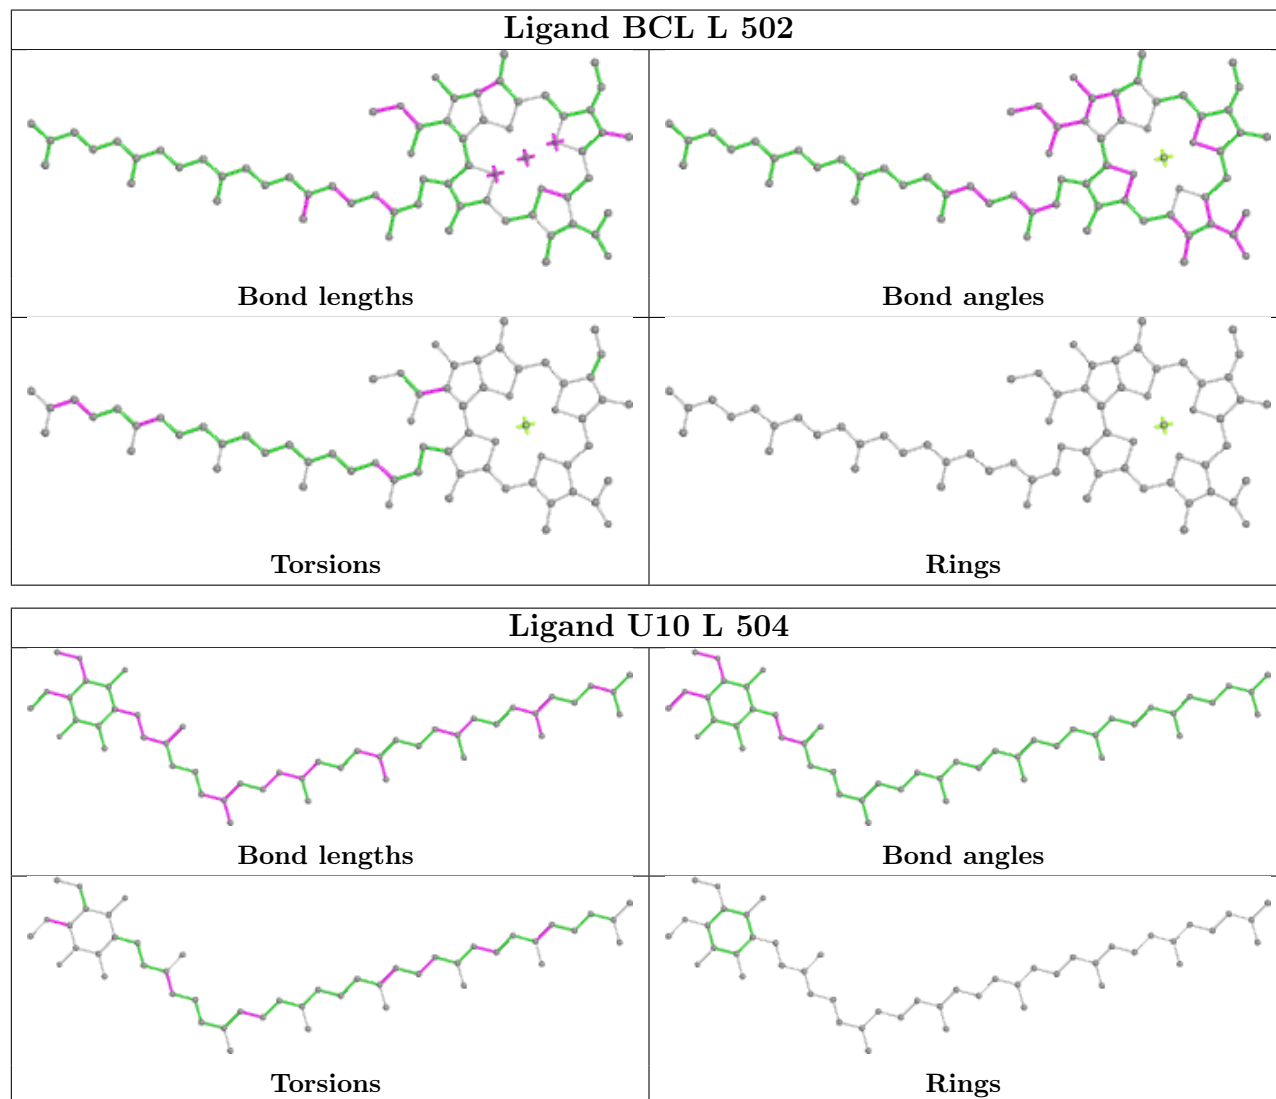 Ligand BCL L 502
Bond lengths
Bond angles
Torsions
Rings
Ligand U10 L 504
Bond lengths
Bond angles
Torsions
Rings